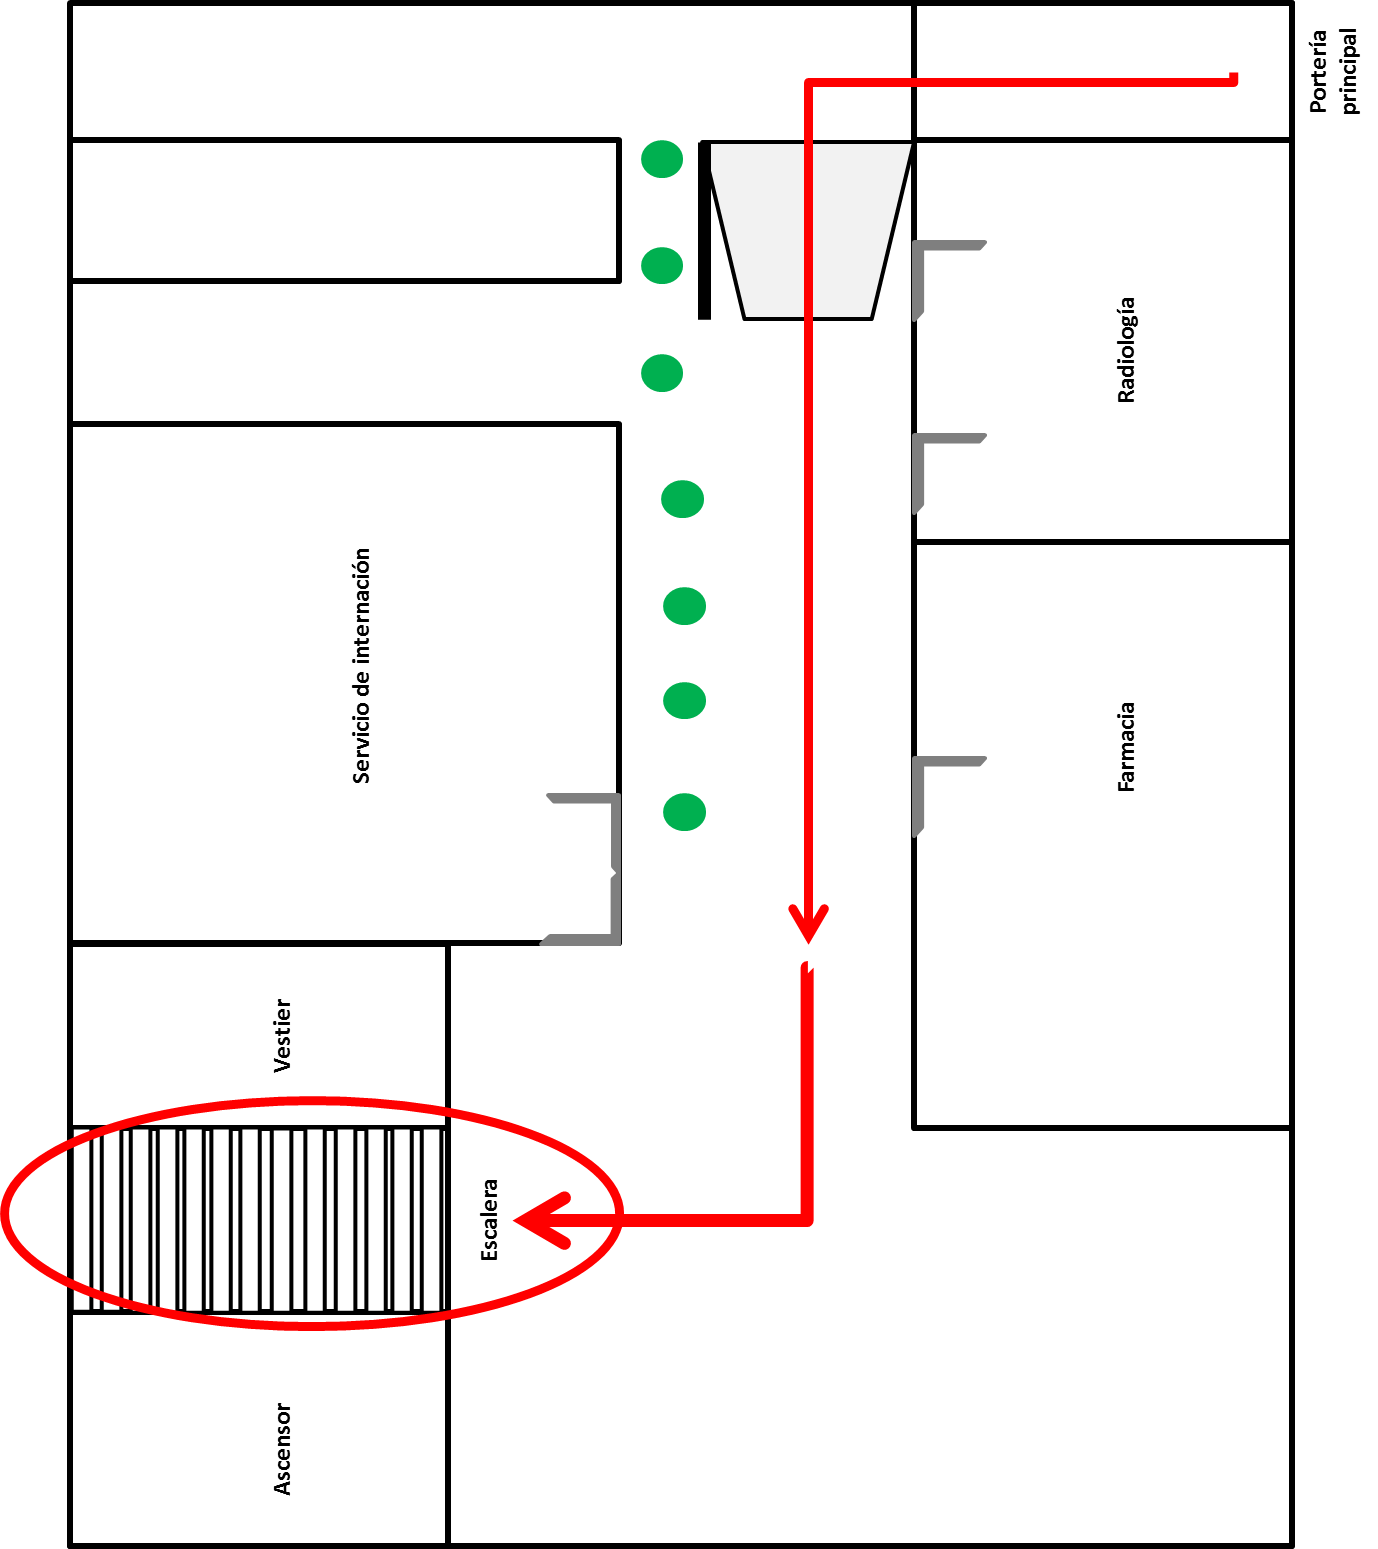 Portería
principal
Radiología
Servicio de internación
Farmacia
Vestier
Escalera
Ascensor